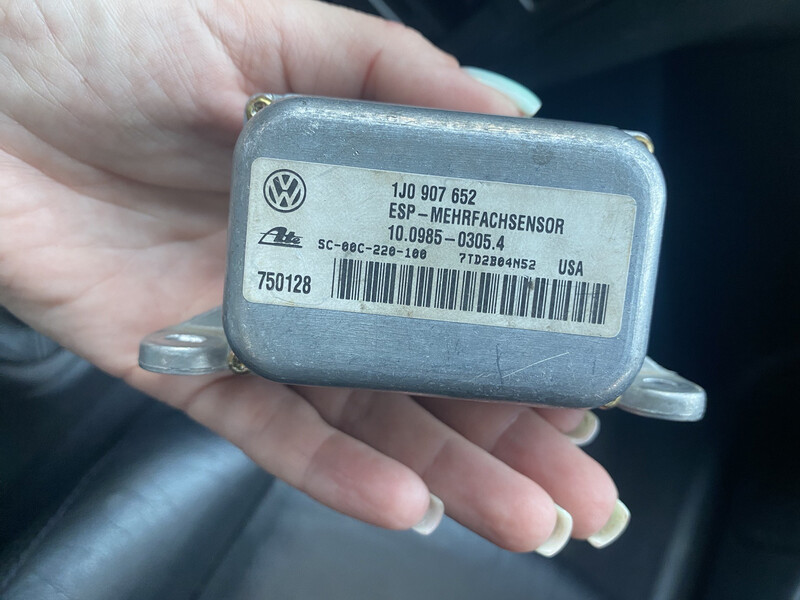 1J0 907 652
ESP-MEHRFACHSENSOR
Ate 10.0985-0305.4
SC-00C-220-100 7TD2B04N52 USA
750128